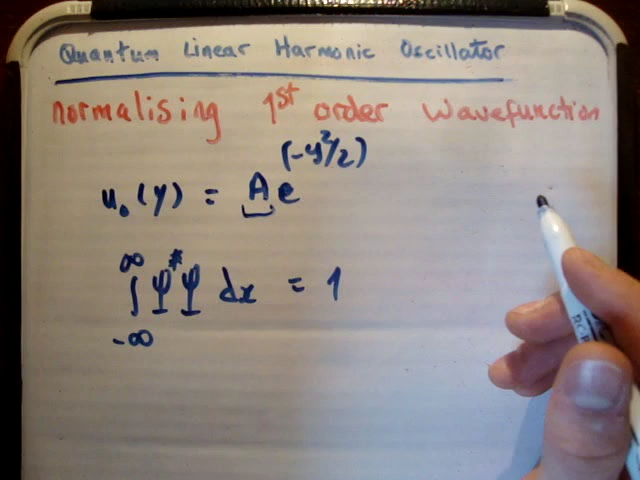 Quantum Linear Harmonic Oscillator
normalising 1st order wavefunction
u₀(y) = Ae^(-y²/2)
∫_{-∞}^{∞} Ψ*Ψ dx = 1